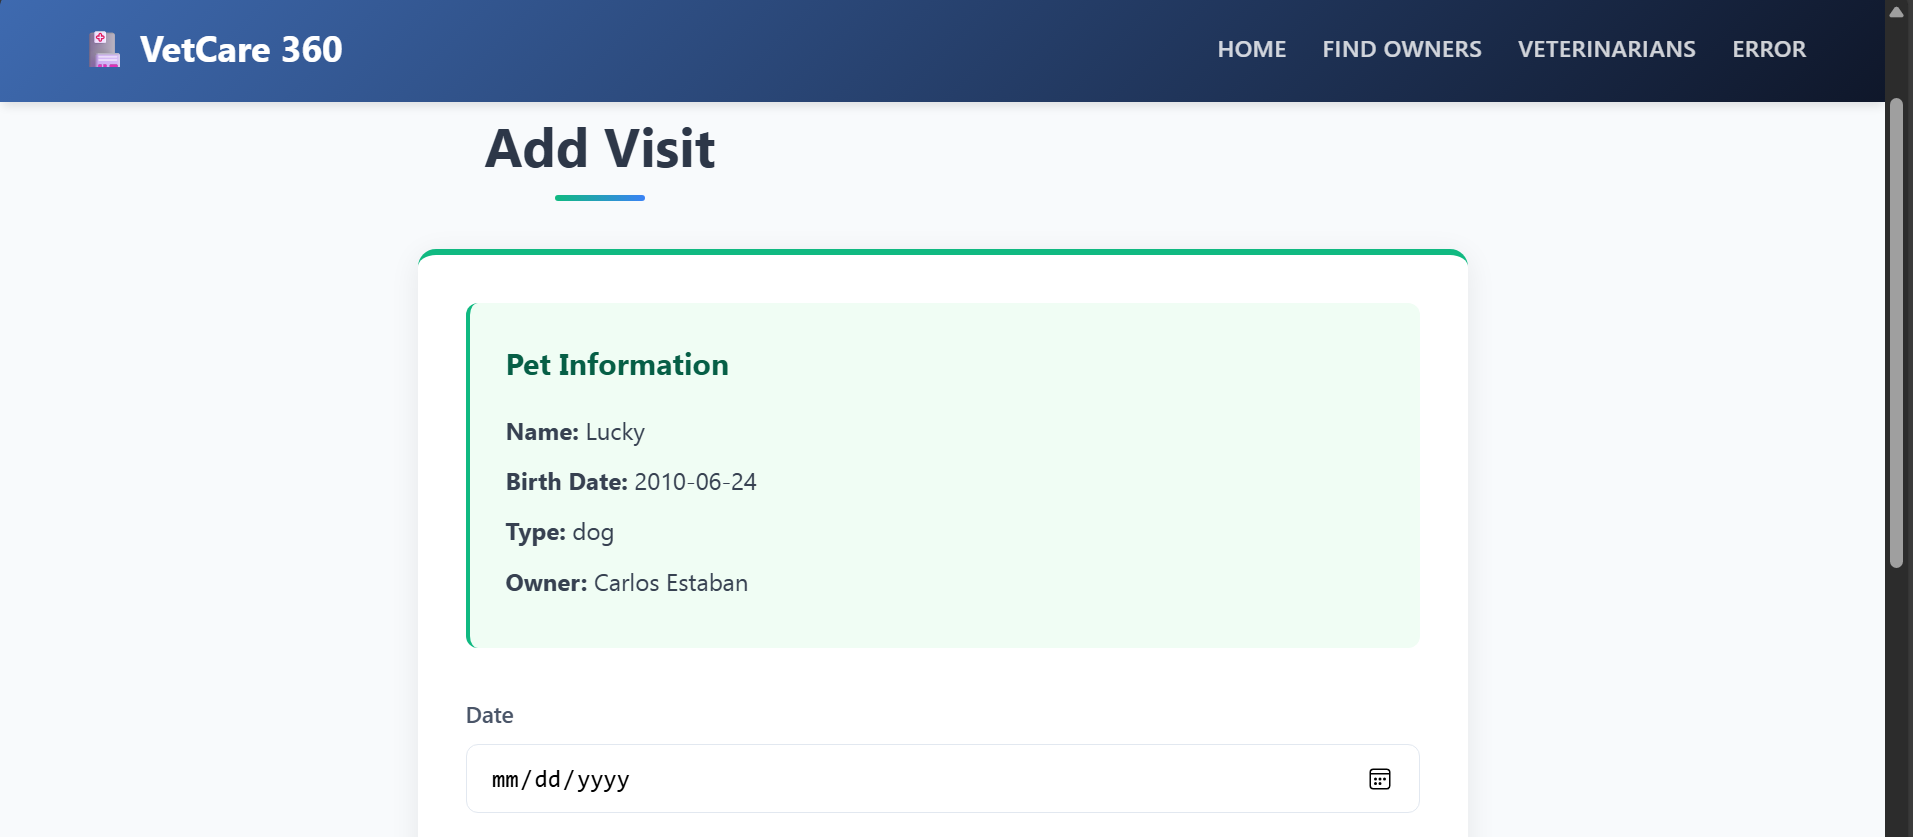 VetCare 360
HOME FIND OWNERS VETERINARIANS ERROR
Add Visit
Pet Information
Name: Lucky
Birth Date: 2010-06-24
Type: dog
Owner: Carlos Estaban
Date
mm/dd/yyyy